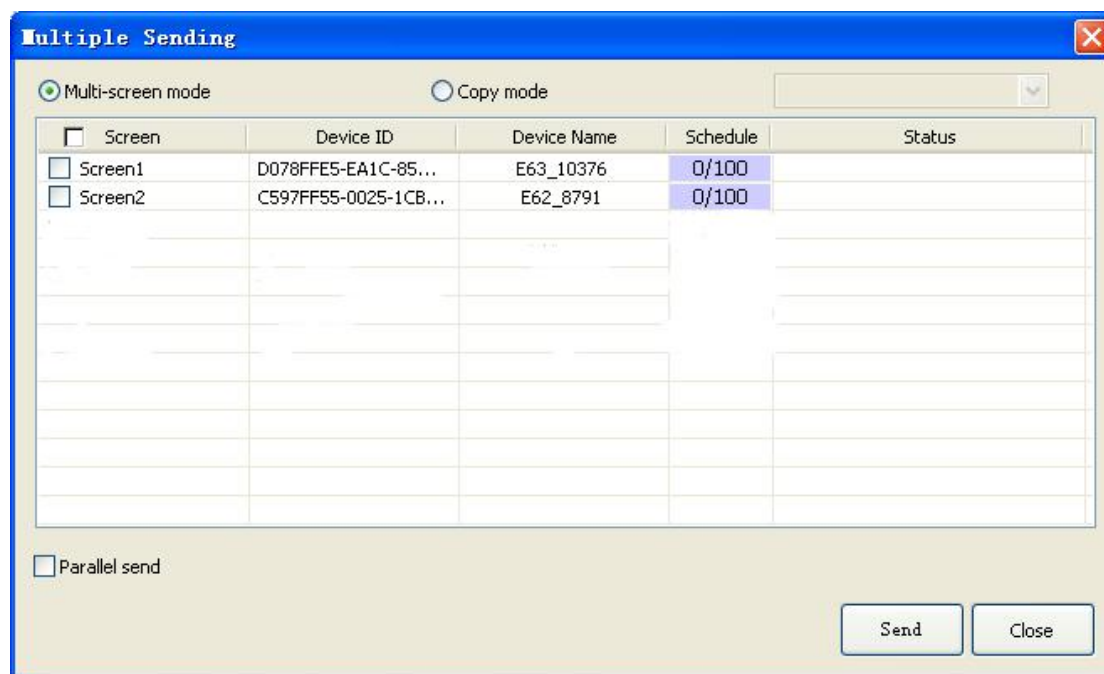 Multiple Sending
Multi-screen mode Copy mode
Screen Device ID Device Name Schedule Status
Screen1 D078FFE5-EA1C-85... E63_10376 0/100
Screen2 C597FF55-0025-1CB... E62_8791 0/100
Parallel send
Send Close